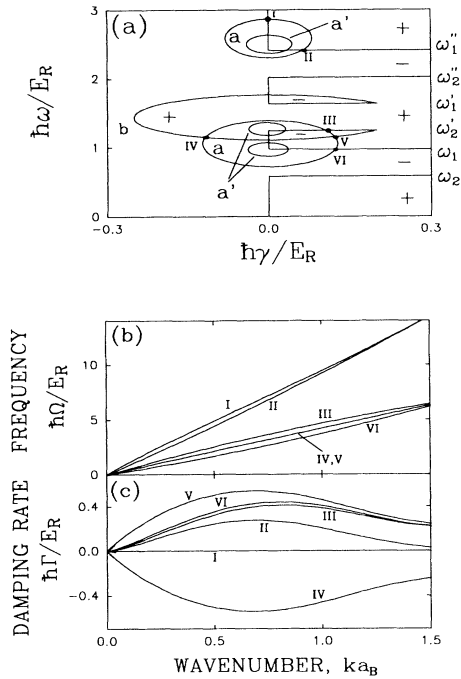 (a)
ħω/E_R
3
2
1
0
-0.3
0.0
0.3
ħγ/E_R
I
II
III
IV
V
VI
a
a'
b
a
a'
+
−
+
−
+
−
−
+
+
ω₁''
ω₂''
ω₁'
ω₂'
ω₁
ω₂
(b)
FREQUENCY
ħΩ/E_R
10
5
0
I
II
III
VI
IV,V
(c)
DAMPING RATE
ħΓ/E_R
0.4
0.0
-0.4
V
VI
III
II
I
IV
0.0
0.5
1.0
1.5
WAVENUMBER, ka_B